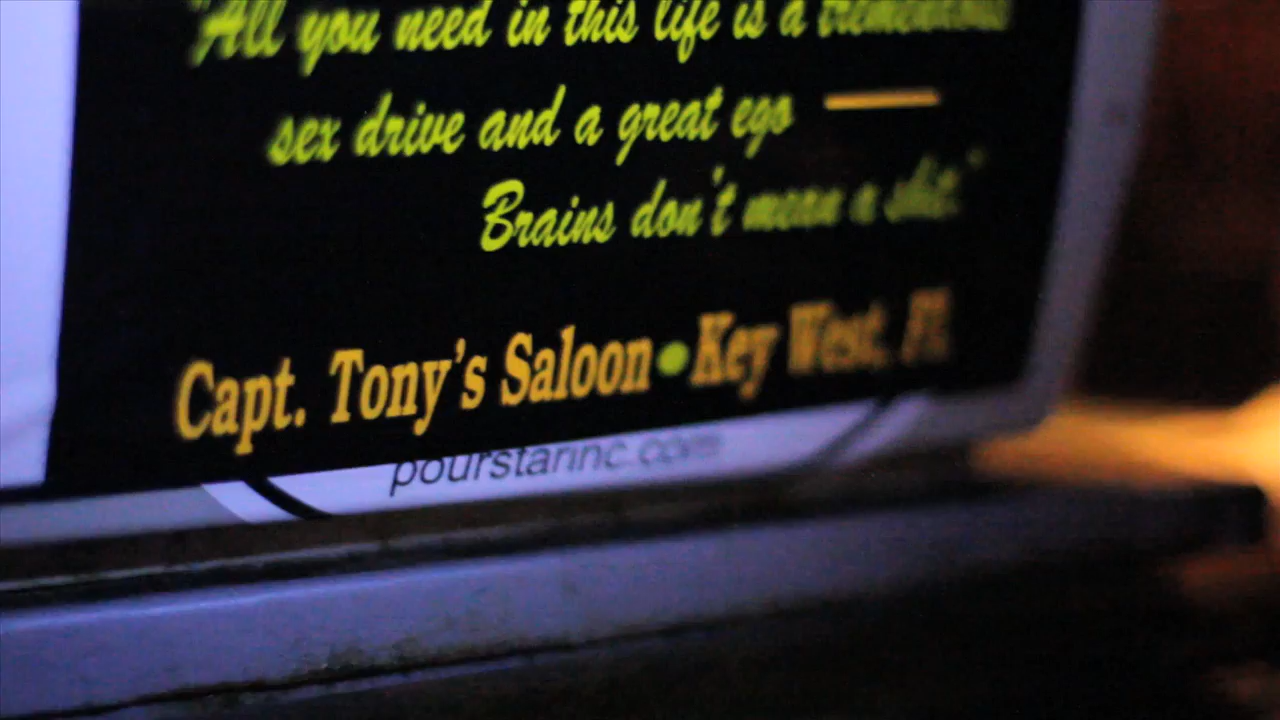 "All you need in this life is a tremendous
sex drive and a great ego —
Brains don't mean a shit."
Capt. Tony's Saloon • Key West, Fl
pourstarinc.com